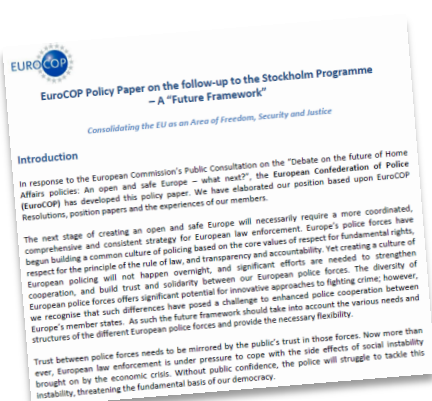 EUROCOP
EuroCOP Policy Paper on the follow-up to the Stockholm Programme
– A "Future Framework"
Consolidating the EU as an Area of Freedom, Security and Justice
Introduction
In response to the European Commission's Public Consultation on the "Debate on the future of Home
Affairs policies: An open and safe Europe – what next?", the European Confederation of Police
(EuroCOP) has developed this policy paper. We have elaborated our position based upon EuroCOP
Resolutions, position papers and the experiences of our members.
The next stage of creating an open and safe Europe will necessarily require a more coordinated,
comprehensive and consistent strategy for European law enforcement. Europe's police forces have
begun building a common culture of policing based on the core values of respect for fundamental rights,
respect for the principle of the rule of law, and transparency and accountability. Yet creating a culture of
European policing will not happen overnight, and significant efforts are needed to strengthen
cooperation, and build trust and solidarity between our European police forces. The diversity of
European police forces offers significant potential for innovative approaches to fighting crime; however,
we recognise that such differences have posed a challenge to enhanced police cooperation between
Europe's member states. As such the future framework should take into account the various needs and
structures of the different European police forces and provide the necessary flexibility.
Trust between police forces needs to be mirrored by the public's trust in those forces. Now more than
ever, European law enforcement is under pressure to cope with the side effects of social instability
brought on by the economic crisis. Without public confidence, the police will struggle to tackle this
instability, threatening the fundamental basis of our democracy.